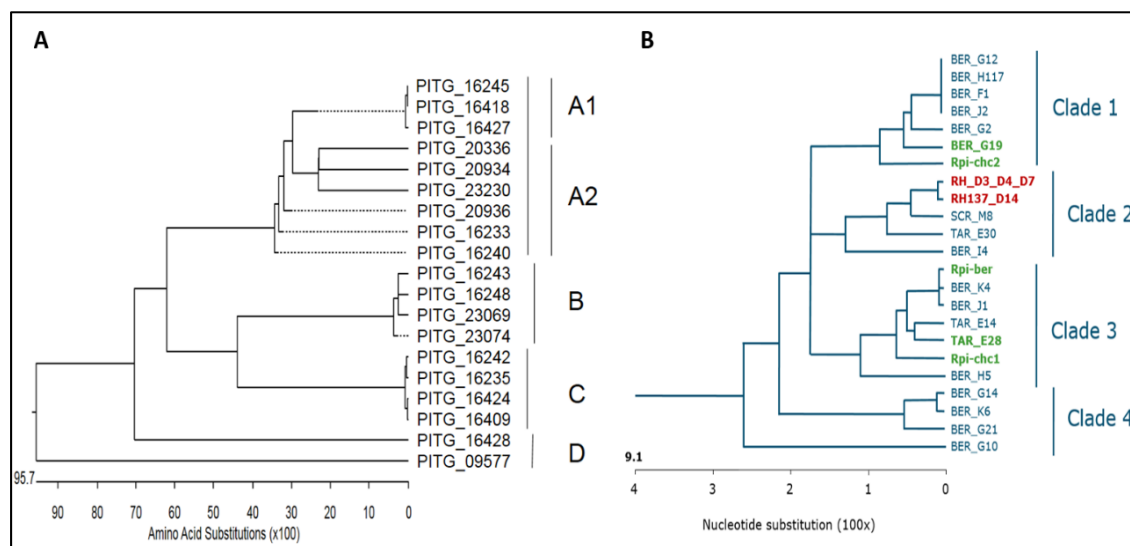 A
PITG_16245
PITG_16418
PITG_16427
PITG_20336
PITG_20934
PITG_23230
PITG_20936
PITG_16233
PITG_16240
PITG_16243
PITG_16248
PITG_23069
PITG_23074
PITG_16242
PITG_16235
PITG_16424
PITG_16409
PITG_16428
PITG_09577
A1
A2
B
C
D
95.7
90 80 70 60 50 40 30 20 10 0
Amino Acid Substitutions (x100)
B
BER_G12
BER_H117
BER_F1
BER_J2
BER_G2
BER_G19
Rpi-chc2
RH_D3_D4_D7
RH137_D14
SCR_M8
TAR_E30
BER_I4
Rpi-ber
BER_K4
BER_J1
TAR_E14
TAR_E28
Rpi-chc1
BER_H5
BER_G14
BER_K6
BER_G21
BER_G10
Clade 1
Clade 2
Clade 3
Clade 4
9.1
4 3 2 1 0
Nucleotide substitution (100x)